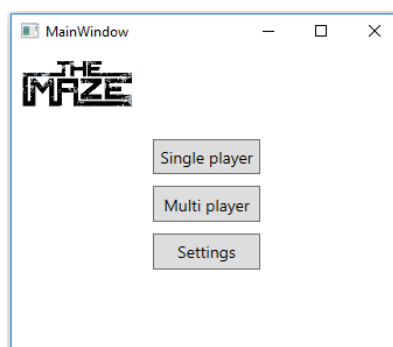 MainWindow
THE
MAZE
Single player
Multi player
Settings